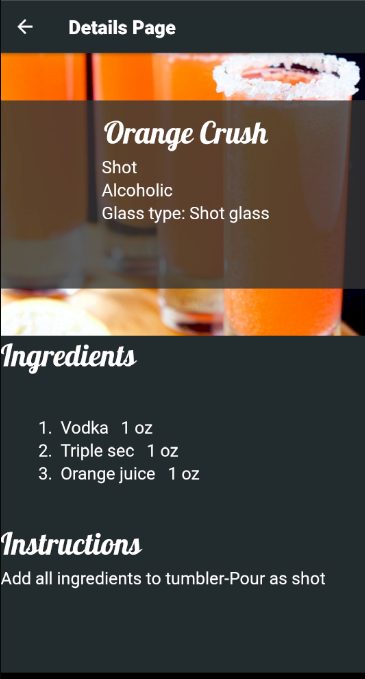 Details Page
Orange Crush
Shot
Alcoholic
Glass type: Shot glass
Ingredients
1. Vodka 1 oz
2. Triple sec 1 oz
3. Orange juice 1 oz
Instructions
Add all ingredients to tumbler-Pour as shot